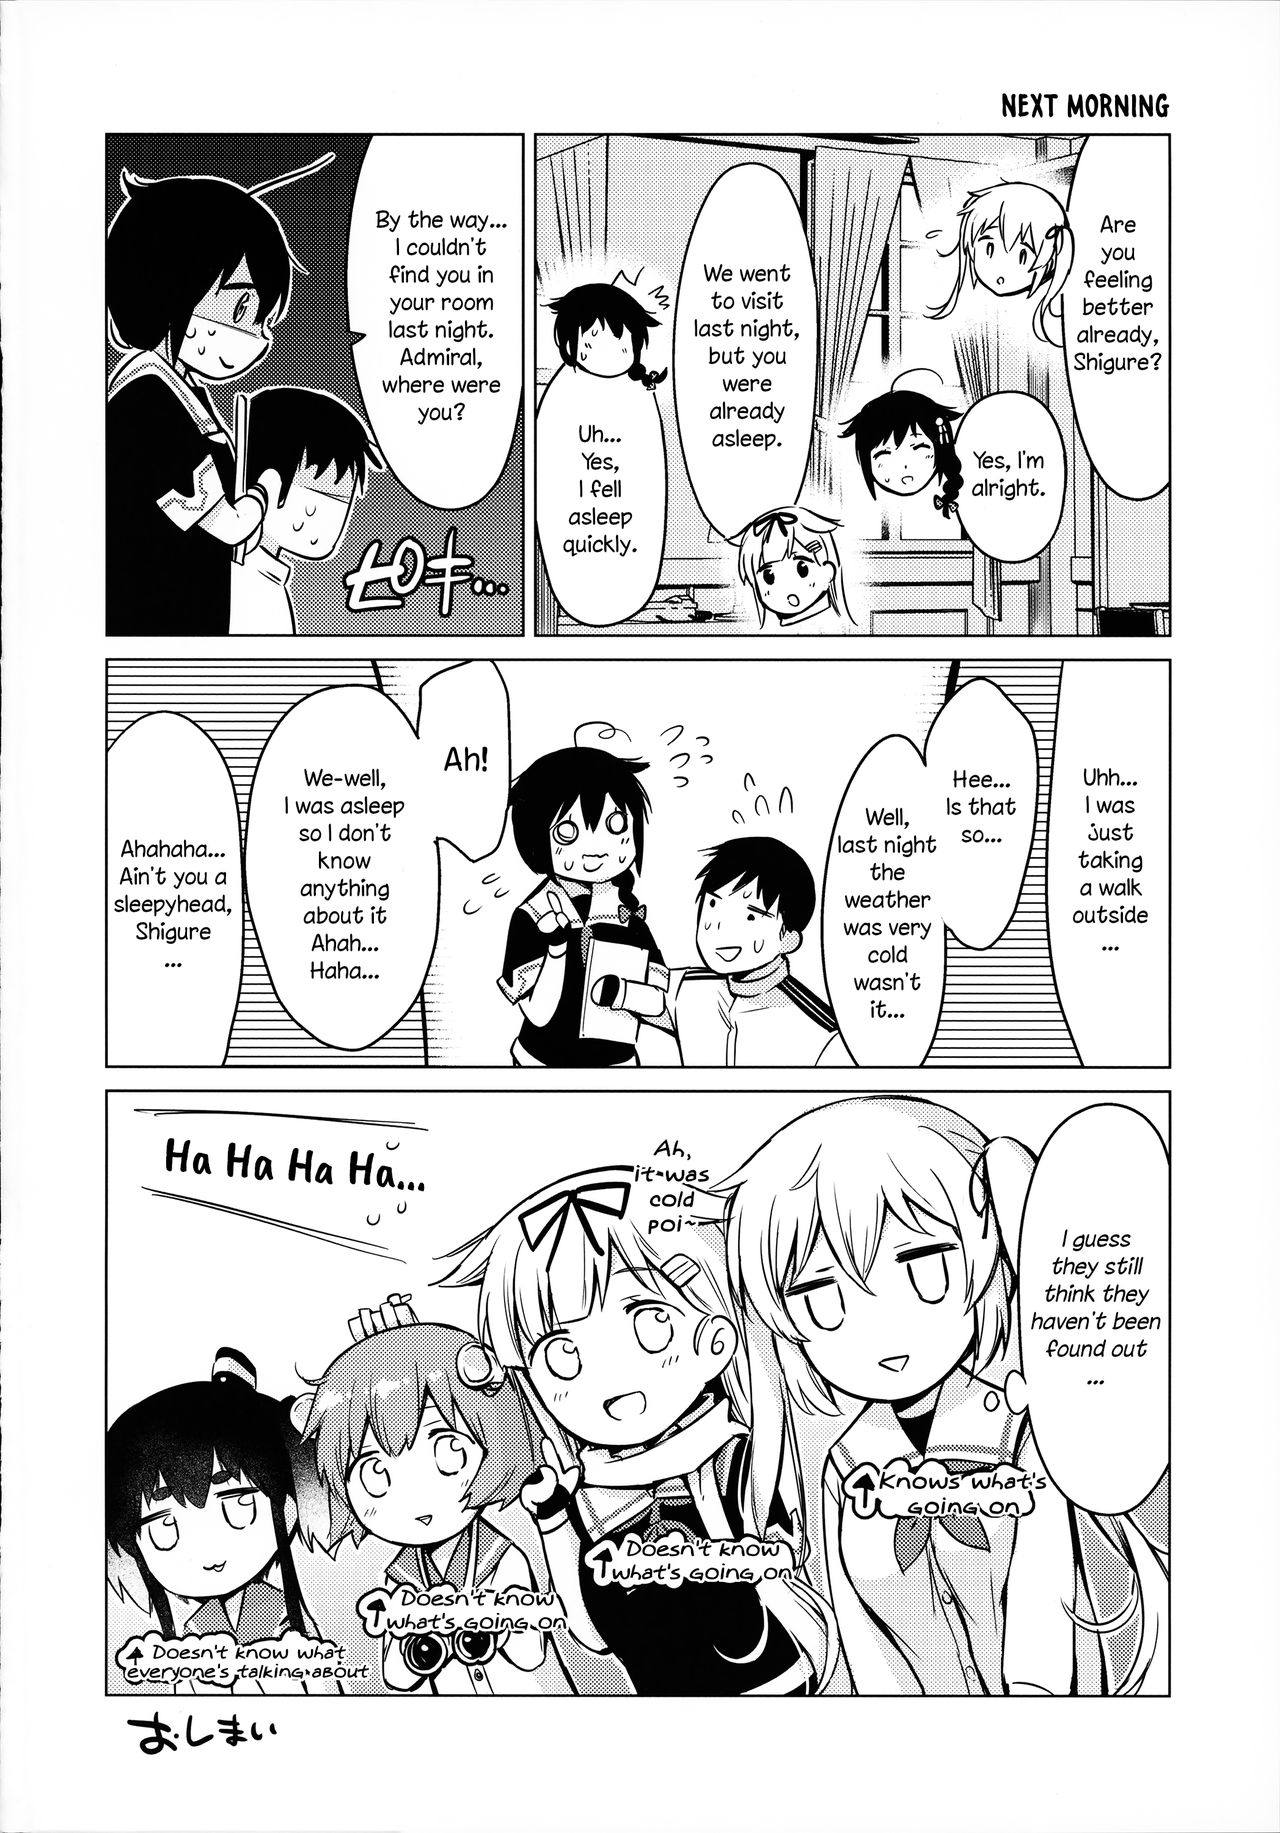 NEXT MORNING
Are
you
feeling
better
already,
Shigure?
Yes, I'm
alright.
We went
to visit
last night,
but you
were
already
asleep.
Uh...
Yes,
I fell
asleep
quickly.
By the way...
I couldn't
find you in
your room
last night.
Admiral,
where were
you?
ピロキ...
Uhh...
I was
just
taking
a walk
outside
...
Hee...
Is that
so...
Well,
last night
the
weather
was very
cold
wasn't
it...
Ah!
We-well,
I was asleep
so I don't
know
anything
about it
Ahah...
Haha...
Ahahaha...
Ain't you a
sleepyhead,
Shigure
...
I guess
they still
think they
haven't been
found out
...
Ah,
it was
cold
poi~
Ha Ha Ha Ha...
↑ Knows what's
going on
↑ Doesn't know
what's going on
↑ Doesn't know
what's going on
↑ Doesn't know what
everyone's talking about
お・しまい